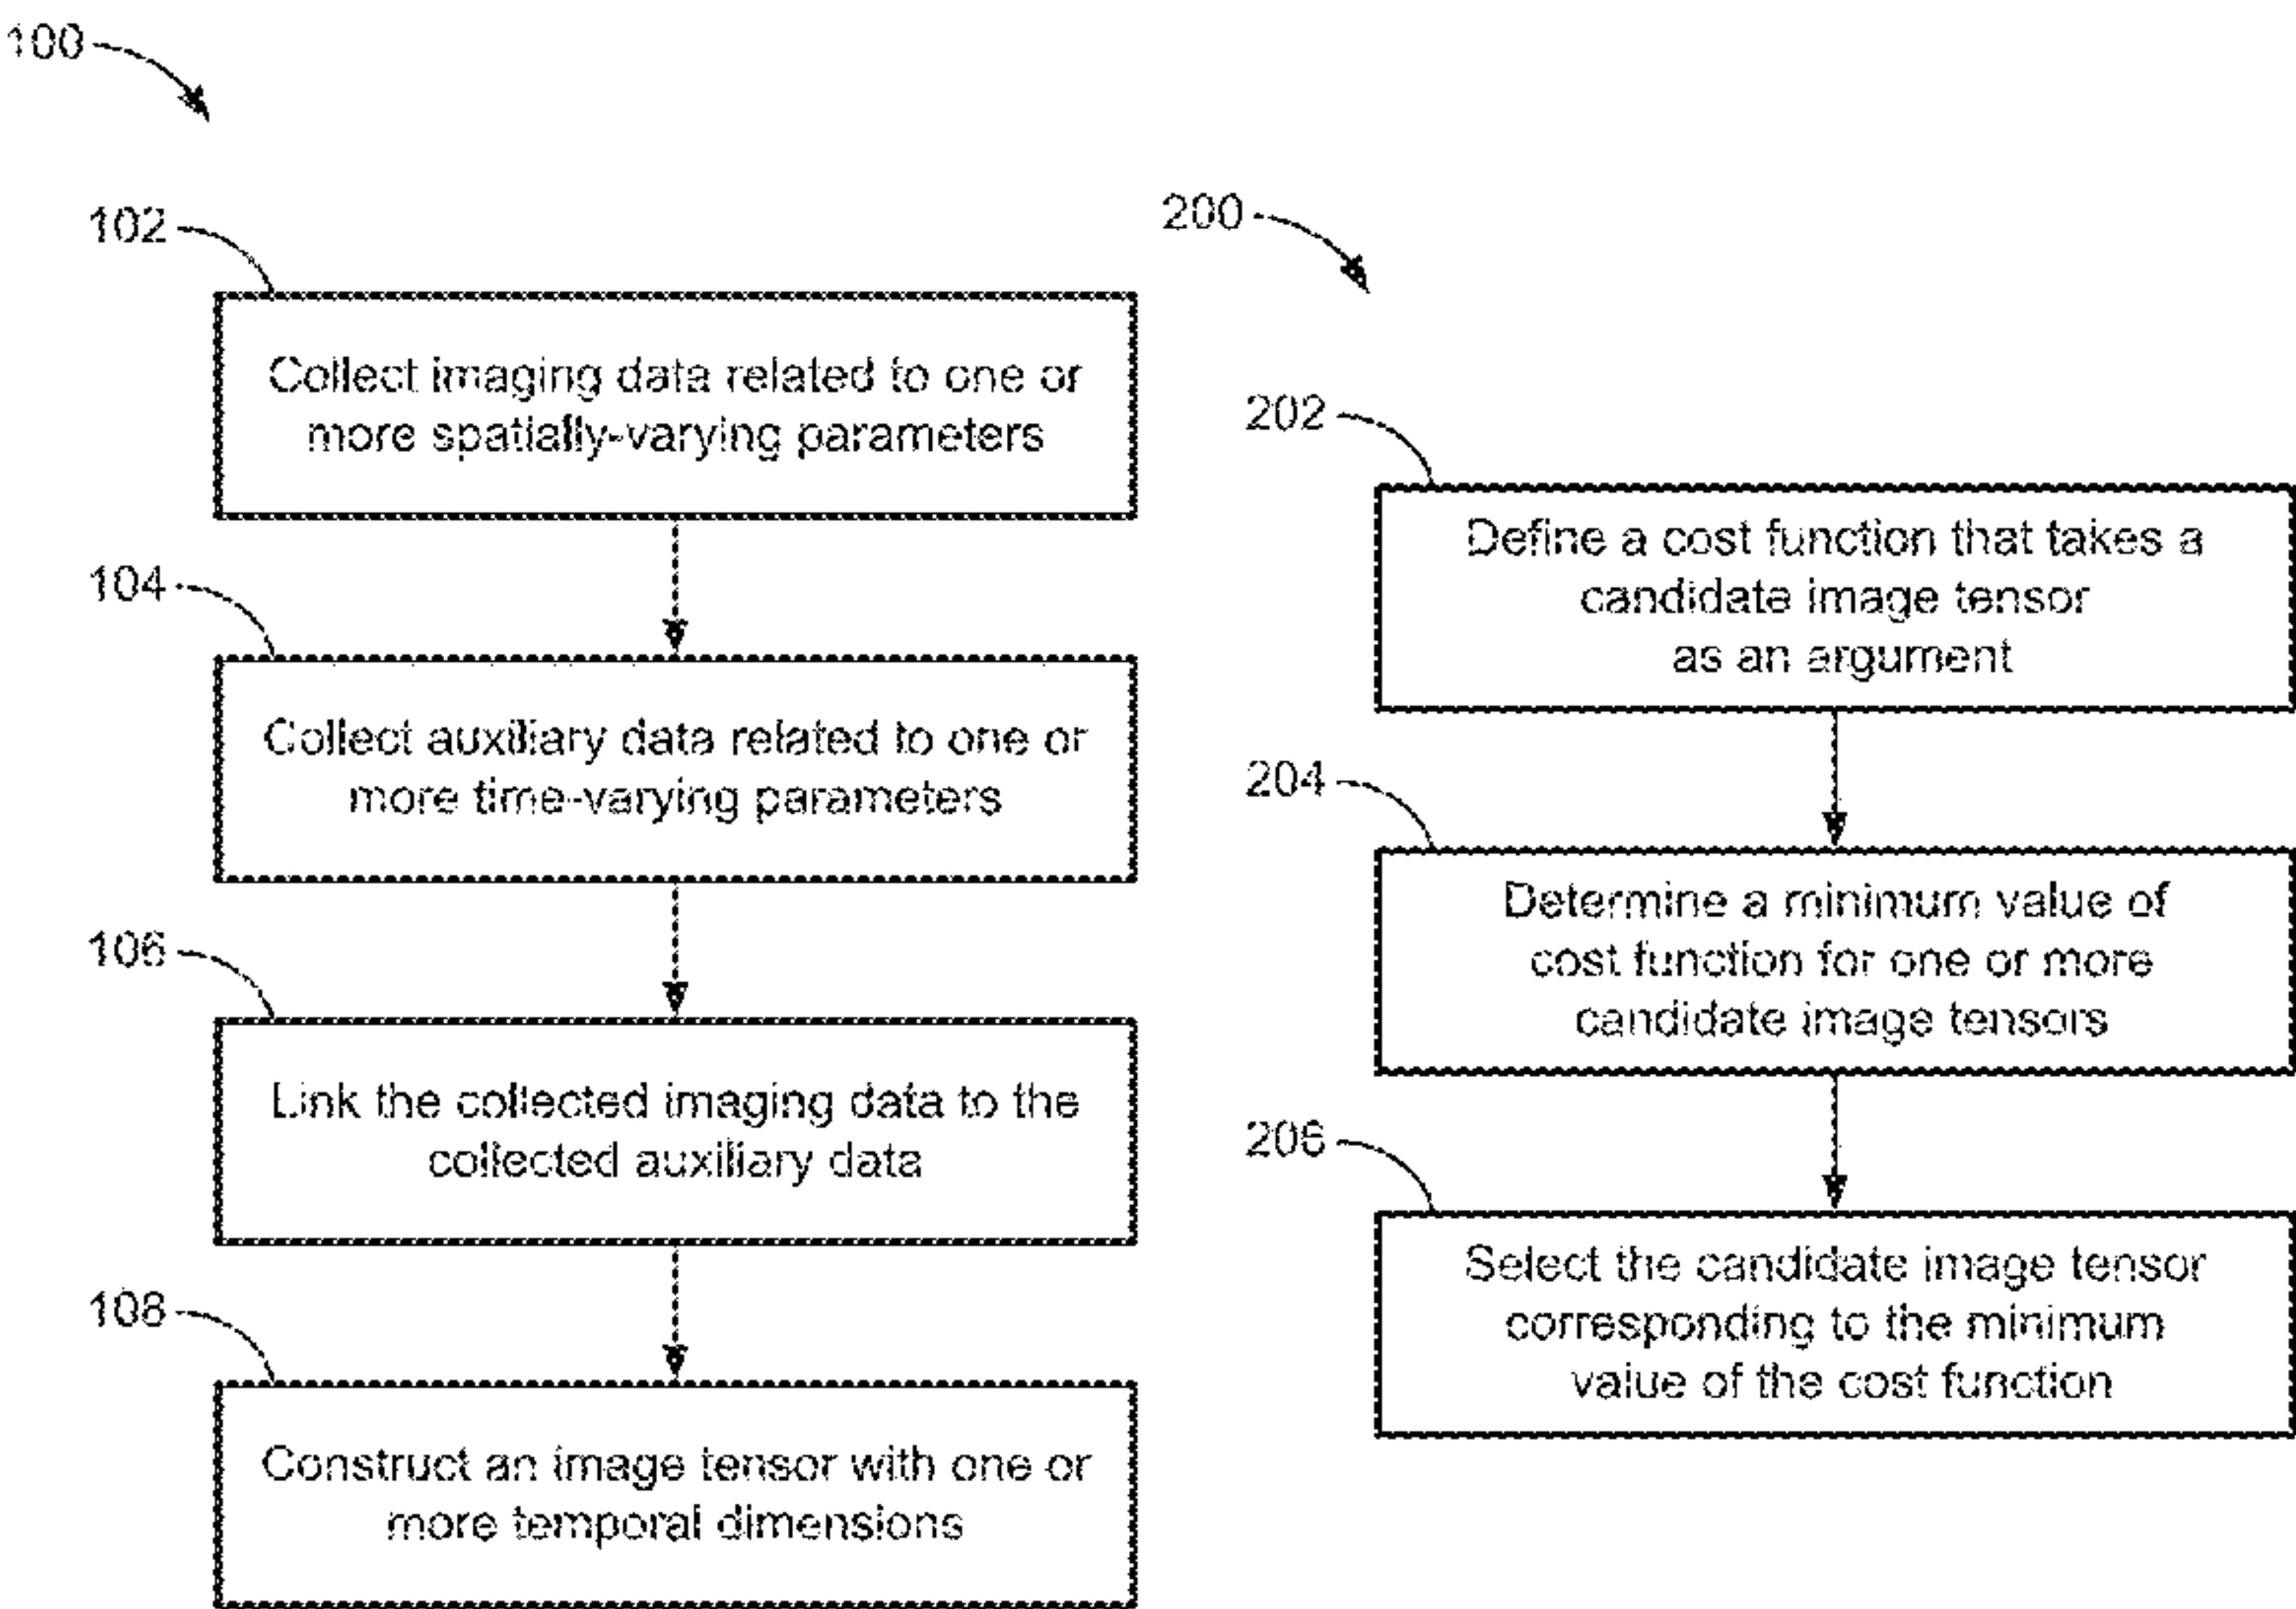 100
102
Collect imaging data related to one or
more spatially-varying parameters
104
Collect auxiliary data related to one or
more time-varying parameters
106
Link the collected imaging data to the
collected auxiliary data
108
Construct an image tensor with one or
more temporal dimensions
200
202
Define a cost function that takes a
candidate image tensor
as an argument
204
Determine a minimum value of
cost function for one or more
candidate image tensors
206
Select the candidate image tensor
corresponding to the minimum
value of the cost function